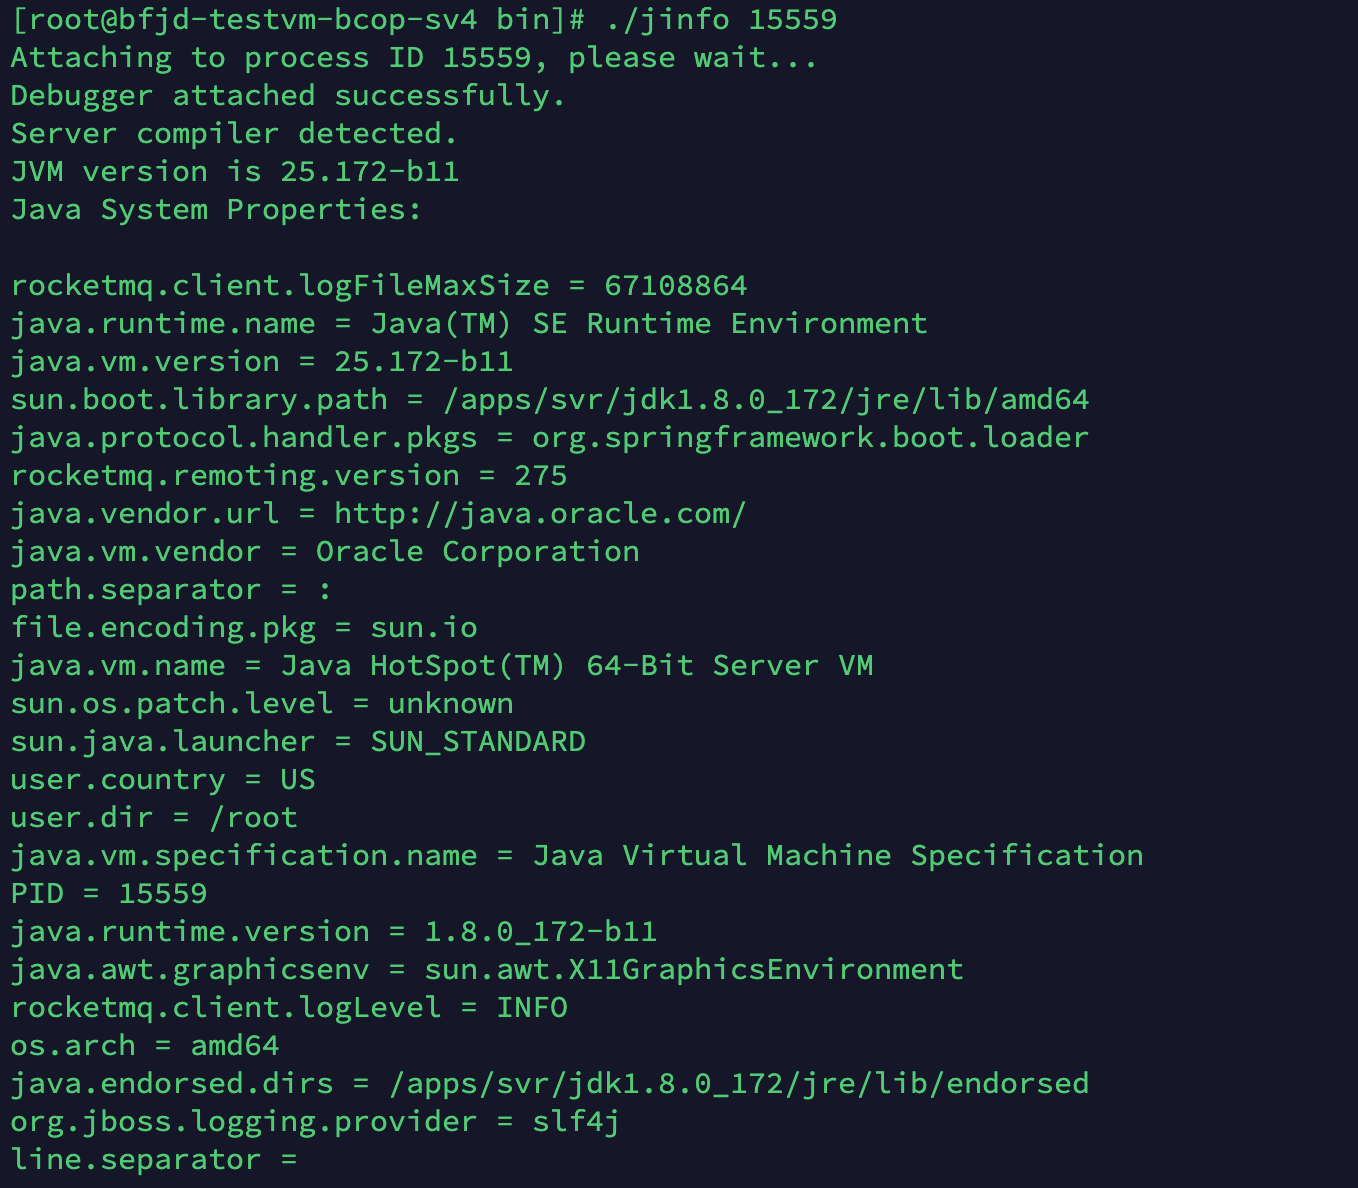 [root@bfjd-testvm-bcop-sv4 bin]# ./jinfo 15559
Attaching to process ID 15559, please wait...
Debugger attached successfully.
Server compiler detected.
JVM version is 25.172-b11
Java System Properties:

rocketmq.client.logFileMaxSize = 67108864
java.runtime.name = Java(TM) SE Runtime Environment
java.vm.version = 25.172-b11
sun.boot.library.path = /apps/svr/jdk1.8.0_172/jre/lib/amd64
java.protocol.handler.pkgs = org.springframework.boot.loader
rocketmq.remoting.version = 275
java.vendor.url = http://java.oracle.com/
java.vm.vendor = Oracle Corporation
path.separator = :
file.encoding.pkg = sun.io
java.vm.name = Java HotSpot(TM) 64-Bit Server VM
sun.os.patch.level = unknown
sun.java.launcher = SUN_STANDARD
user.country = US
user.dir = /root
java.vm.specification.name = Java Virtual Machine Specification
PID = 15559
java.runtime.version = 1.8.0_172-b11
java.awt.graphicsenv = sun.awt.X11GraphicsEnvironment
rocketmq.client.logLevel = INFO
os.arch = amd64
java.endorsed.dirs = /apps/svr/jdk1.8.0_172/jre/lib/endorsed
org.jboss.logging.provider = slf4j
line.separator =